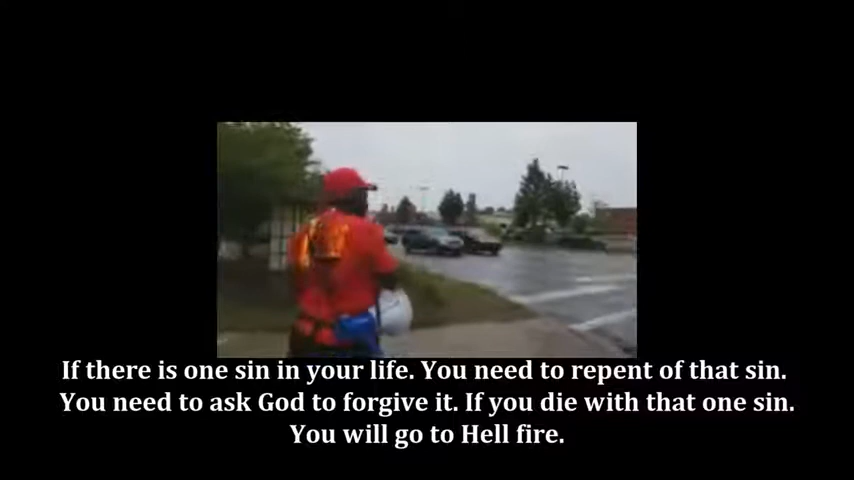 If there is one sin in your life. You need to repent of that sin.
You need to ask God to forgive it. If you die with that one sin.
You will go to Hell fire.